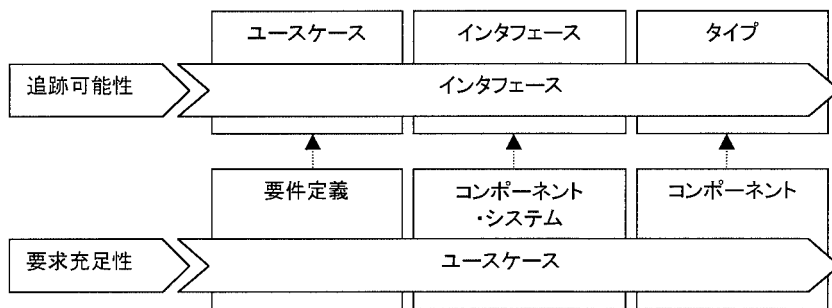 ユースケース
インタフェース
タイプ
追跡可能性
インタフェース
要件定義
コンポーネント
・システム
コンポーネント
要求充足性
ユースケース